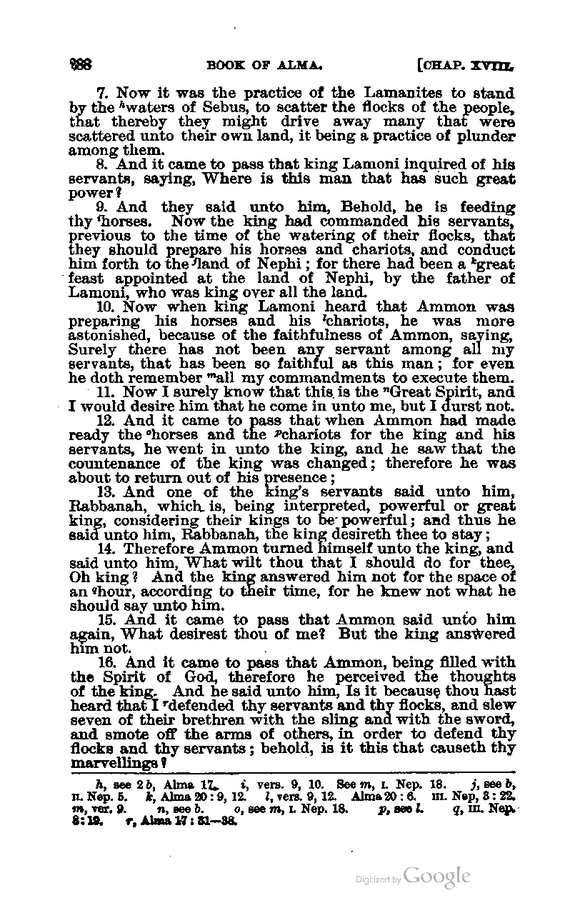 288 BOOK OF ALMA. [CHAP. XVIII.
7. Now it was the practice of the Lamanites to stand
by the ʰwaters of Sebus, to scatter the flocks of the people,
that thereby they might drive away many that were
scattered unto their own land, it being a practice of plunder
among them.
8. And it came to pass that king Lamoni inquired of his
servants, saying, Where is this man that has such great
power?
9. And they said unto him, Behold, he is feeding
thy ⁱhorses. Now the king had commanded his servants,
previous to the time of the watering of their flocks, that
they should prepare his horses and chariots, and conduct
him forth to the ʲland of Nephi; for there had been a ᵏgreat
feast appointed at the land of Nephi, by the father of
Lamoni, who was king over all the land.
10. Now when king Lamoni heard that Ammon was
preparing his horses and his ˡchariots, he was more
astonished, because of the faithfulness of Ammon, saying,
Surely there has not been any servant among all my
servants, that has been so faithful as this man; for even
he doth remember ᵐall my commandments to execute them.
11. Now I surely know that this is the ⁿGreat Spirit, and
I would desire him that he come in unto me, but I durst not.
12. And it came to pass that when Ammon had made
ready the ᵒhorses and the ᵖchariots for the king and his
servants, he went in unto the king, and he saw that the
countenance of the king was changed; therefore he was
about to return out of his presence;
13. And one of the king's servants said unto him,
Rabbanah, which is, being interpreted, powerful or great
king, considering their kings to be powerful; and thus he
said unto him, Rabbanah, the king desireth thee to stay;
14. Therefore Ammon turned himself unto the king, and
said unto him, What wilt thou that I should do for thee,
Oh king? And the king answered him not for the space of
an 𐞥hour, according to their time, for he knew not what he
should say unto him.
15. And it came to pass that Ammon said unto him
again, What desirest thou of me? But the king answered
him not.
16. And it came to pass that Ammon, being filled with
the Spirit of God, therefore he perceived the thoughts
of the king. And he said unto him, Is it because thou hast
heard that I ʳdefended thy servants and thy flocks, and slew
seven of their brethren with the sling and with the sword,
and smote off the arms of others, in order to defend thy
flocks and thy servants; behold, is it this that causeth thy
marvellings?
h, see 2b, Alma 17. i, vers. 9, 10. See m, I. Nep. 18. j, see b,
II. Nep. 5. k, Alma 20:9, 12. l, vers. 9, 12. Alma 20:6. III. Nep, 3:22.
m, ver. 9. n, see b. o, see m, I. Nep. 18. p, see l. q, III. Nep.
8:19. r, Alma 17:31—38.
Digitized by Google